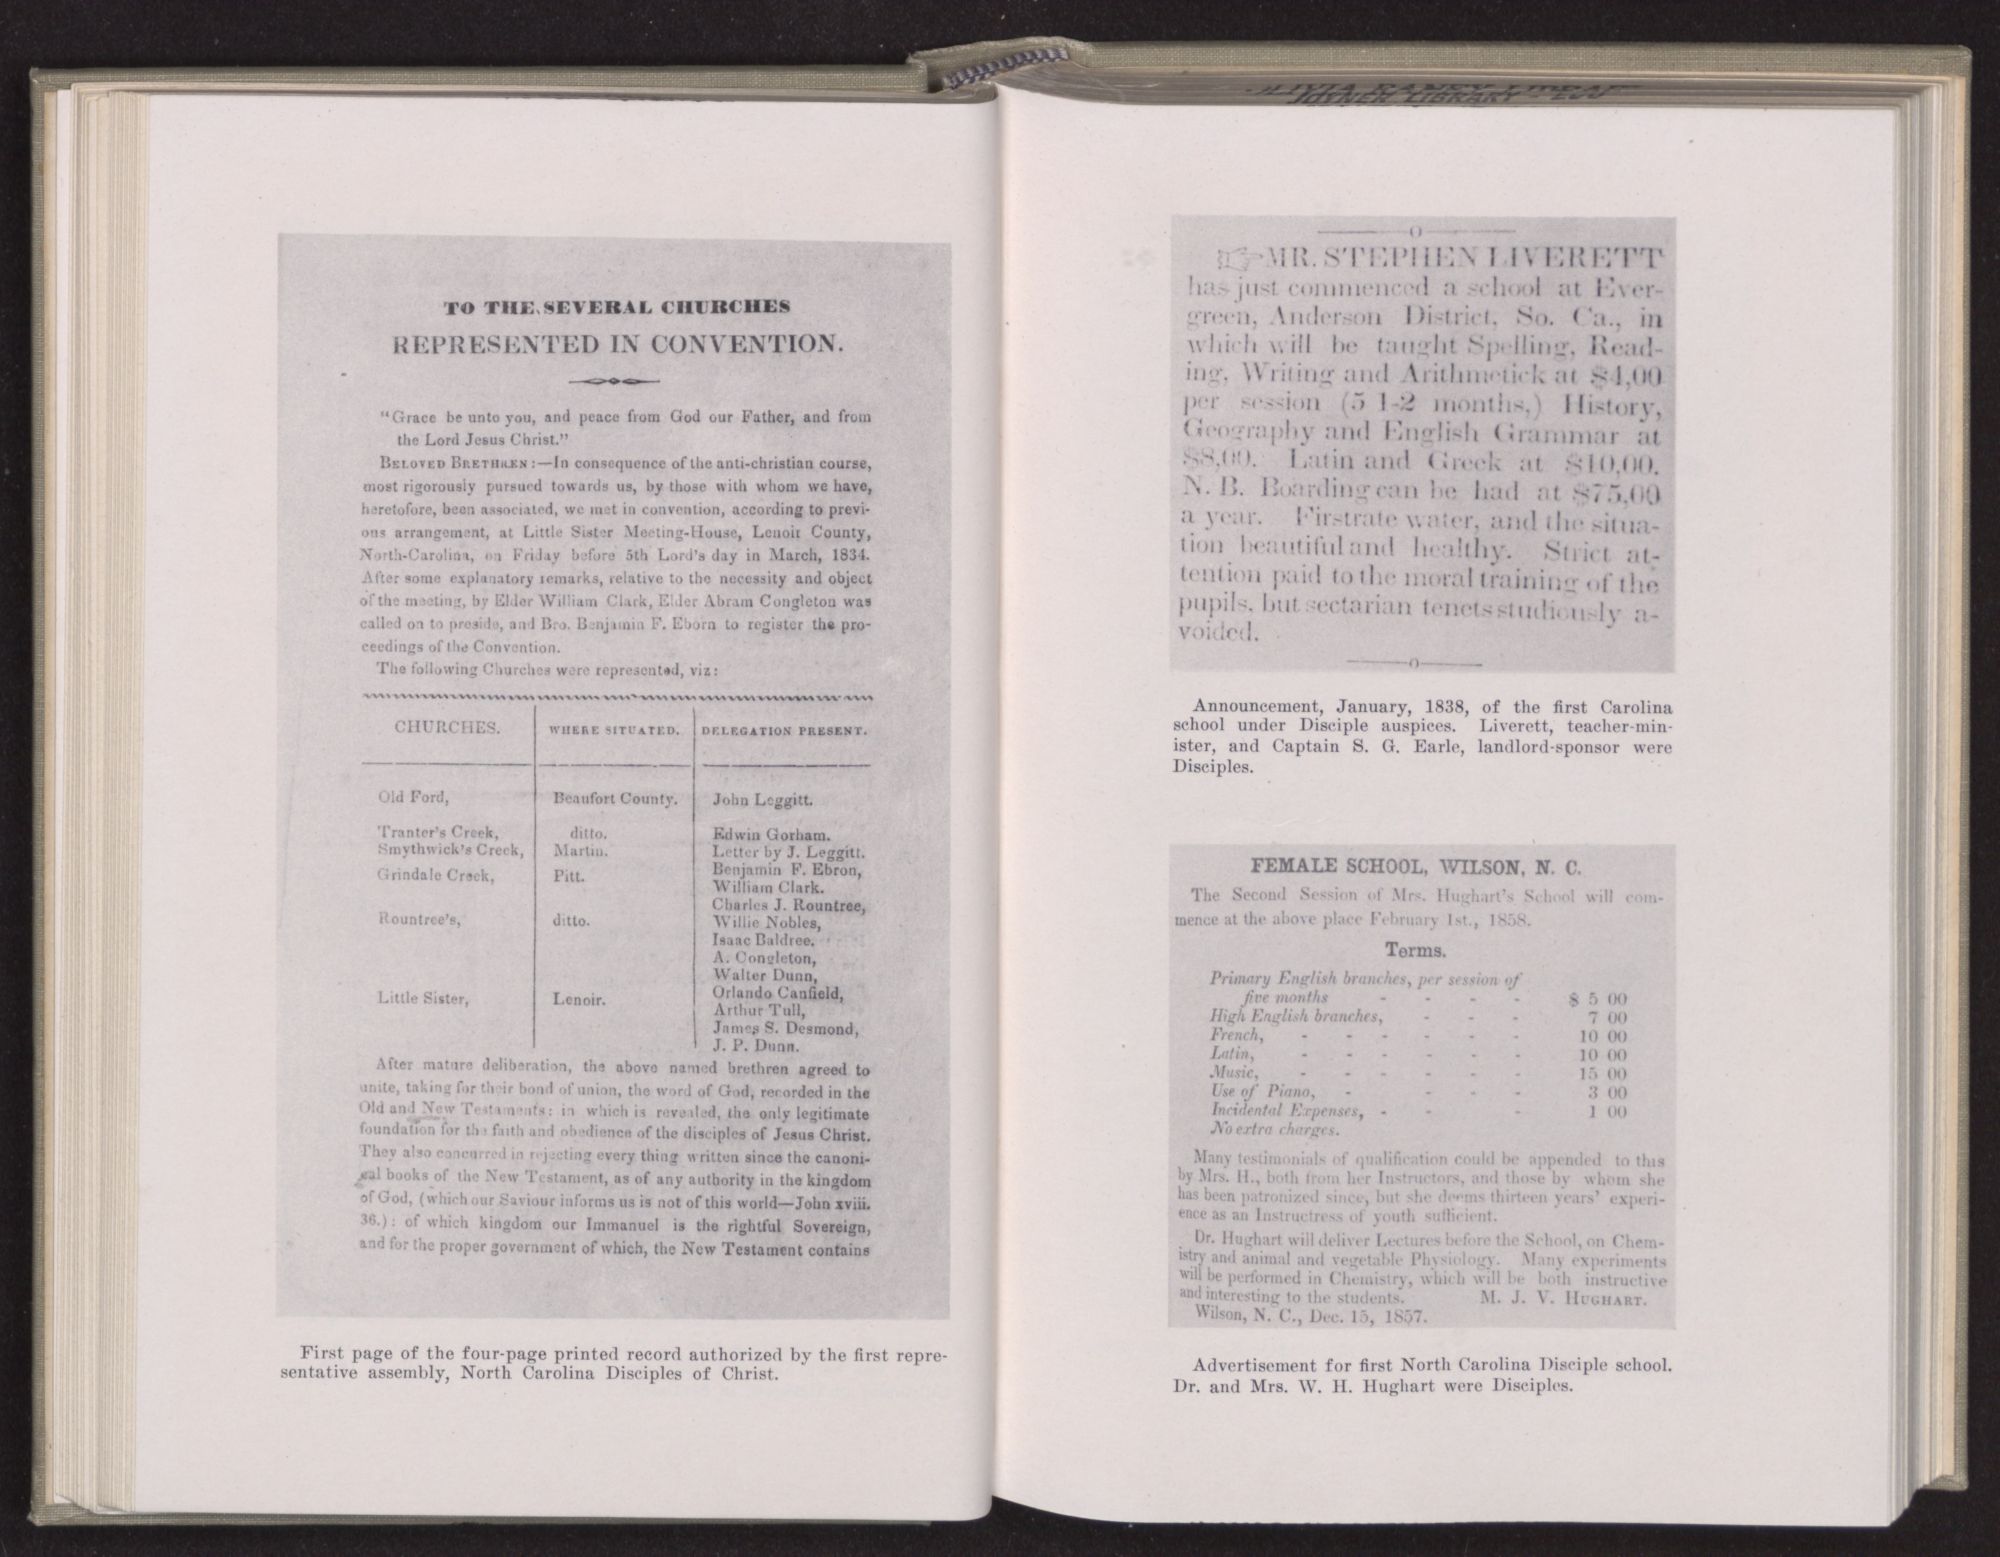 TO THE SEVERAL CHURCHES
REPRESENTED IN CONVENTION.
"Grace be unto you, and peace from God our Father, and from
the Lord Jesus Christ."
BELOVED BRETHREN:—In consequence of the anti-christian course,
most rigorously pursued towards us, by those with whom we have,
heretofore, been associated, we met in convention, according to previ-
ous arrangement, at Little Sister Meeting-House, Lenoir County,
North-Carolina, on Friday before 5th Lord's day in March, 1834.
After some explanatory remarks, relative to the necessity and object
of the meeting, by Elder William Clark, Elder Abram Congleton was
called on to preside, and Bro. Benjamin F. Eborn to register the pro-
ceedings of the Convention.
The following Churches were represented, viz:
CHURCHES. WHERE SITUATED. DELEGATION PRESENT.
Old Ford, Beaufort County. John Leggitt.
Tranter's Creek, ditto. Edwin Gorham.
Smythwick's Creek, Martin. Letter by J. Leggitt.
Grindale Creek, Pitt. Benjamin F. Ebron,
William Clark.
Charles J. Rountree,
Rountree's, ditto. Willie Nobles,
Isaac Baldree.
A. Congleton,
Walter Dunn,
Little Sister, Lenoir. Orlando Canfield,
Arthur Tull,
James S. Desmond,
J. P. Dunn.
After mature deliberation, the above named brethren agreed to
unite, taking for their bond of union, the word of God, recorded in the
Old and New Testaments: in which is revealed, the only legitimate
foundation for the faith and obedience of the disciples of Jesus Christ.
They also concurred in rejecting every thing written since the canoni-
cal books of the New Testament, as of any authority in the kingdom
of God, (which our Saviour informs us is not of this world—John xviii.
36.): of which kingdom our Immanuel is the rightful Sovereign,
and for the proper government of which, the New Testament contains
First page of the four-page printed record authorized by the first repre-
sentative assembly, North Carolina Disciples of Christ.
MR. STEPHEN LIVERETT
has just commenced a school at Ever-
green, Anderson District, So. Ca., in
which will be taught Spelling, Read-
ing, Writing and Arithmetick at $4,00
per session (5 1-2 months,) History,
Geography and English Grammar at
$8,00. Latin and Greek at $10,00.
N. B. Boarding can be had at $75,00
a year. Firstrate water, and the situa-
tion beautiful and healthy. Strict at-
tention paid to the moral training of the
pupils, but sectarian tenets studiously a-
voided.
Announcement, January, 1838, of the first Carolina
school under Disciple auspices. Liverett, teacher-min-
ister, and Captain S. G. Earle, landlord-sponsor were
Disciples.
FEMALE SCHOOL, WILSON, N. C.
The Second Session of Mrs. Hughart's School will com-
mence at the above place February 1st., 1858.
Terms.
Primary English branches, per session of
five months - - - - $ 5 00
High English branches, - - - 7 00
French, - - - - - - 10 00
Latin, - - - - - - 10 00
Music, - - - - - - 15 00
Use of Piano, - - - - 3 00
Incidental Expenses, - - - 1 00
No extra charges.
Many testimonials of qualification could be appended to this
by Mrs. H., both from her Instructors, and those by whom she
has been patronized since, but she deems thirteen years' experi-
ence as an Instructress of youth sufficient.
Dr. Hughart will deliver Lectures before the School, on Chem-
istry and animal and vegetable Physiology. Many experiments
will be performed in Chemistry, which will be both instructive
and interesting to the students. M. J. V. HUGHART.
Wilson, N. C., Dec. 15, 1857.
Advertisement for first North Carolina Disciple school.
Dr. and Mrs. W. H. Hughart were Disciples.